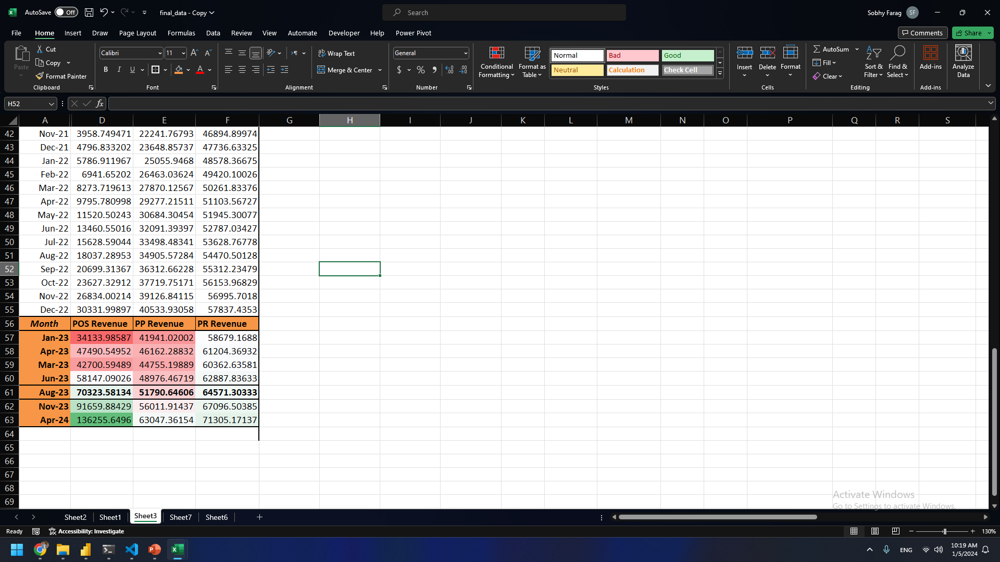 AutoSave Off final_data - Copy Search Sobhy Farag SF
File Home Insert Draw Page Layout Formulas Data Review View Automate Developer Help Power Pivot Comments Share
Paste Cut Copy Format Painter Clipboard
Calibri 11 B I U A Font
Wrap Text Merge & Center Alignment
General $ % Number
Conditional Formatting Format as Table Normal Bad Good Neutral Calculation Check Cell Styles
Insert Delete Format Cells
AutoSum Fill Clear Sort & Filter Find & Select Editing
Add-ins Add-ins
Analyze Data
H52 fx
A D E F G H I J K L M N O P Q R S
42 Nov-21 3958.749471 22241.76793 46894.89974
43 Dec-21 4796.833202 23648.85737 47736.63325
44 Jan-22 5786.911967 25055.9468 48578.36675
45 Feb-22 6941.65202 26463.03624 49420.10026
46 Mar-22 8273.719613 27870.12567 50261.83376
47 Apr-22 9795.780998 29277.21511 51103.56727
48 May-22 11520.50243 30684.30454 51945.30077
49 Jun-22 13460.55016 32091.39397 52787.03427
50 Jul-22 15628.59044 33498.48341 53628.76778
51 Aug-22 18037.28953 34905.57284 54470.50128
52 Sep-22 20699.31367 36312.66228 55312.23479
53 Oct-22 23627.32912 37719.75171 56153.96829
54 Nov-22 26834.00214 39126.84115 56995.7018
55 Dec-22 30331.99897 40533.93058 57837.4353
56 Month POS Revenue PP Revenue PR Revenue
57 Jan-23 34133.98587 41941.02002 58679.1688
58 Apr-23 47490.54952 46162.28832 61204.36932
59 Mar-23 42700.59489 44755.19889 60362.63581
60 Jun-23 58147.09026 48976.46719 62887.83633
61 Aug-23 70323.58134 51790.64606 64571.30333
62 Nov-23 91659.88429 56011.91437 67096.50385
63 Apr-24 136255.6496 63047.36154 71305.17137
64
65
66
67
68
69
Activate Windows
Go to Settings to activate Windows.
Sheet2 Sheet1 Sheet3 Sheet7 Sheet6
Ready Accessibility: Investigate 130%
ENG 10:19 AM
1/5/2024